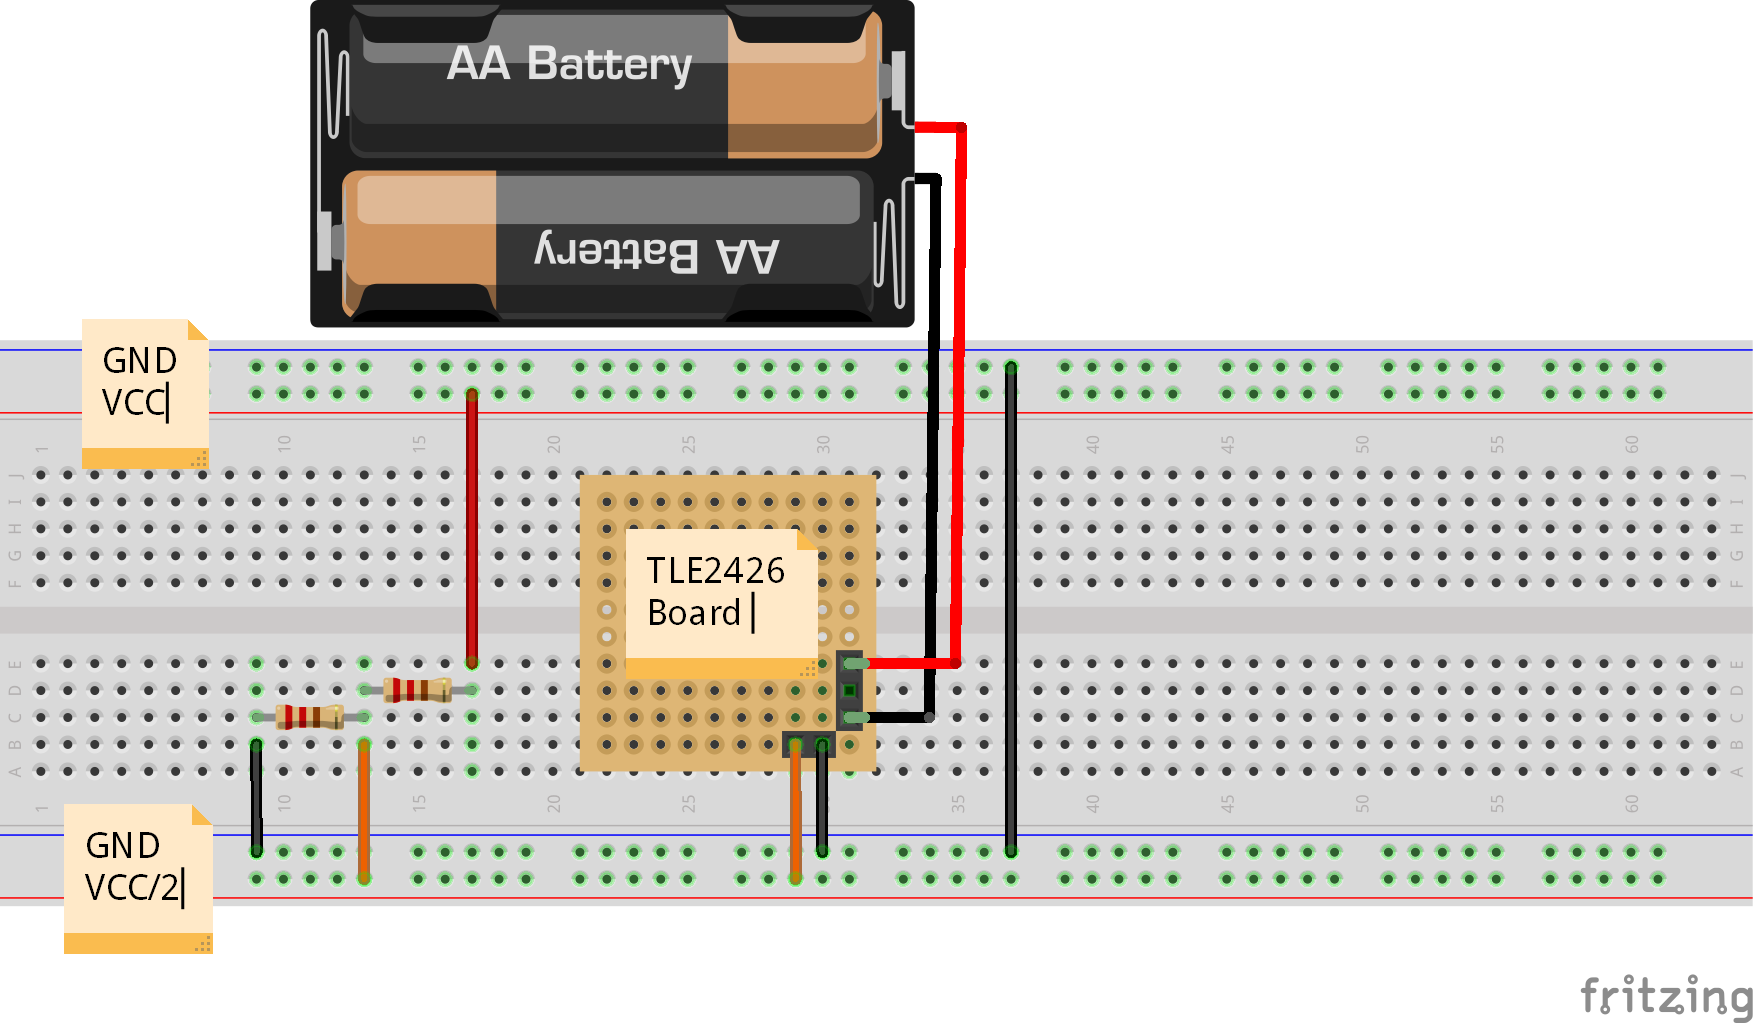 AA Battery
AA Battery
GND
VCC
1 10 15 20 25 30 40 45 50 55 60
J J
I I
H H
G G
F F
TLE2426
Board
E E
D D
C C
B B
A A
1 10 15 20 25 35 40 45 50 55 60
GND
VCC/2
fritzing